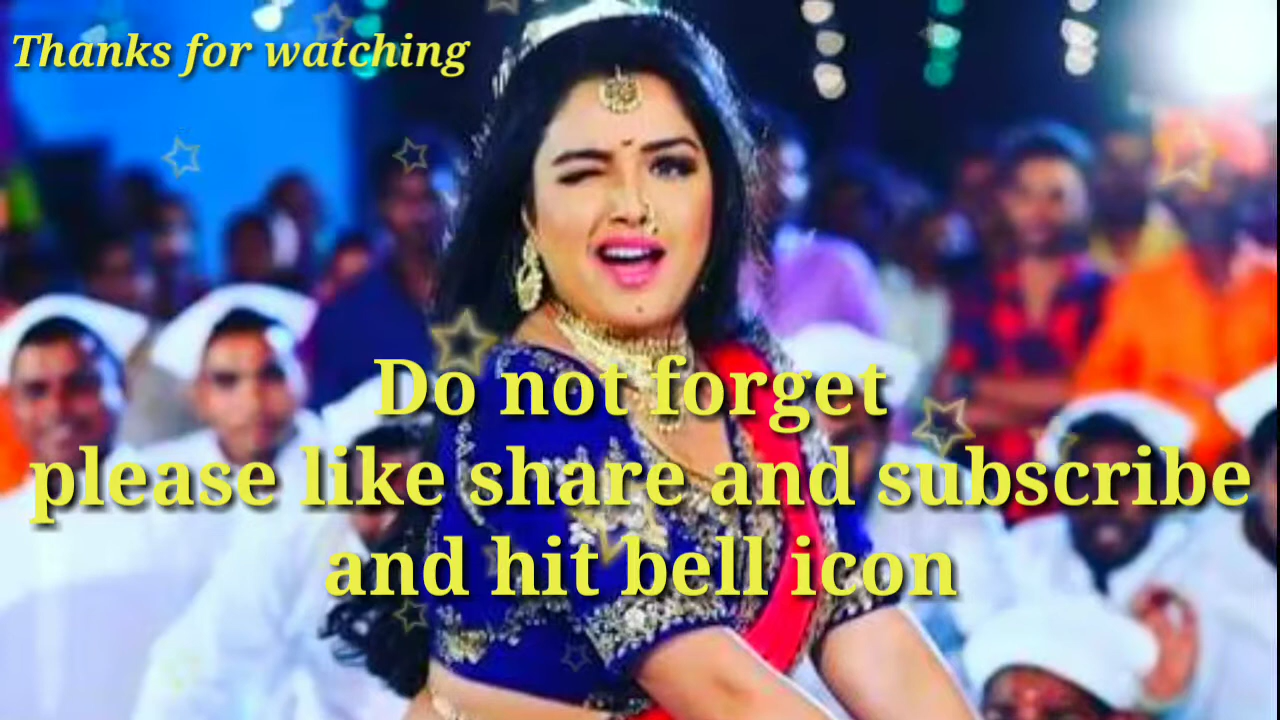 Thanks for watching
Do not forget
please like share and subscribe
and hit bell icon